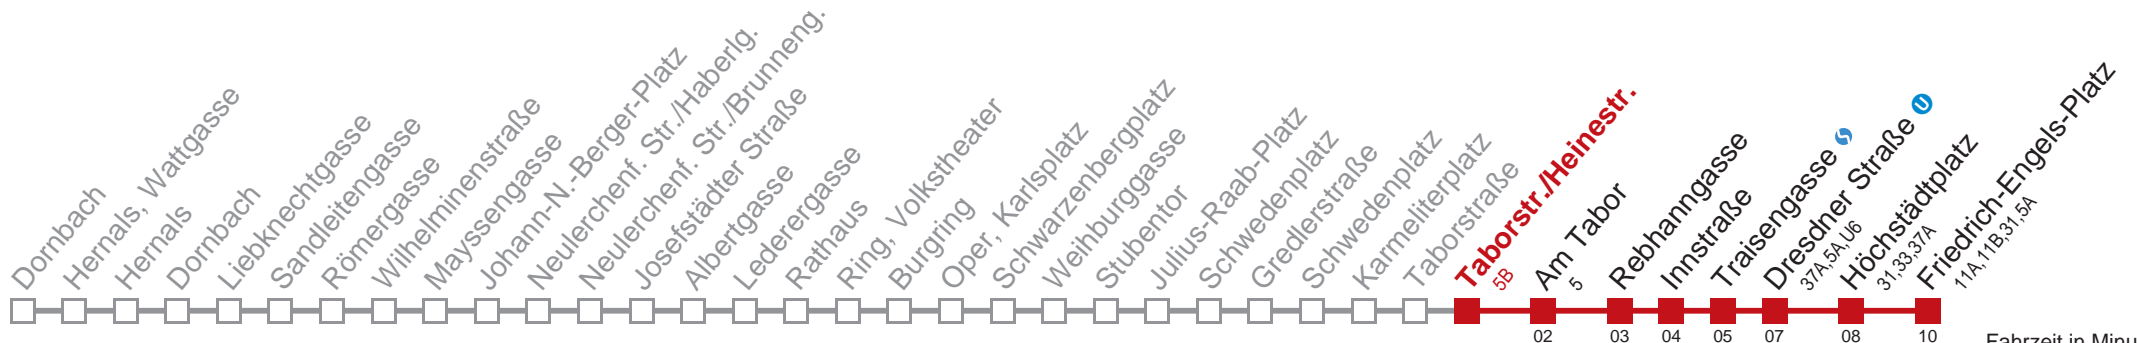 Dornbach
Hernals, Wattgasse
Hernals
Dornbach
Liebknechtgasse
Sandleitengasse
Römergasse
Wilhelminenstraße
Mayssengasse
Johann-N.-Berger-Platz
Neulerchenf. Str./Haberlg.
Neulerchenf. Str./Brunneng.
Josefstädter Straße
Albertgasse
Lederergasse
Rathaus
Ring, Volkstheater
Burgring
Oper, Karlsplatz
Schwarzenbergplatz
Weihburggasse
Stubentor
Julius-Raab-Platz
Schwedenplatz
Gredlerstraße
Schwedenplatz
Karmeliterplatz
Taborstraße
Taborstr./Heinestr.
5B
Am Tabor
5
Rebhanngasse
Innstraße
Traisengasse S
Dresdner Straße U
37A,5A,U6
Höchstädtplatz
31,33,37A
Friedrich-Engels-Platz
11A,11B,31,5A
02 03 04 05 07 08 10
Fahrzeit in Minu